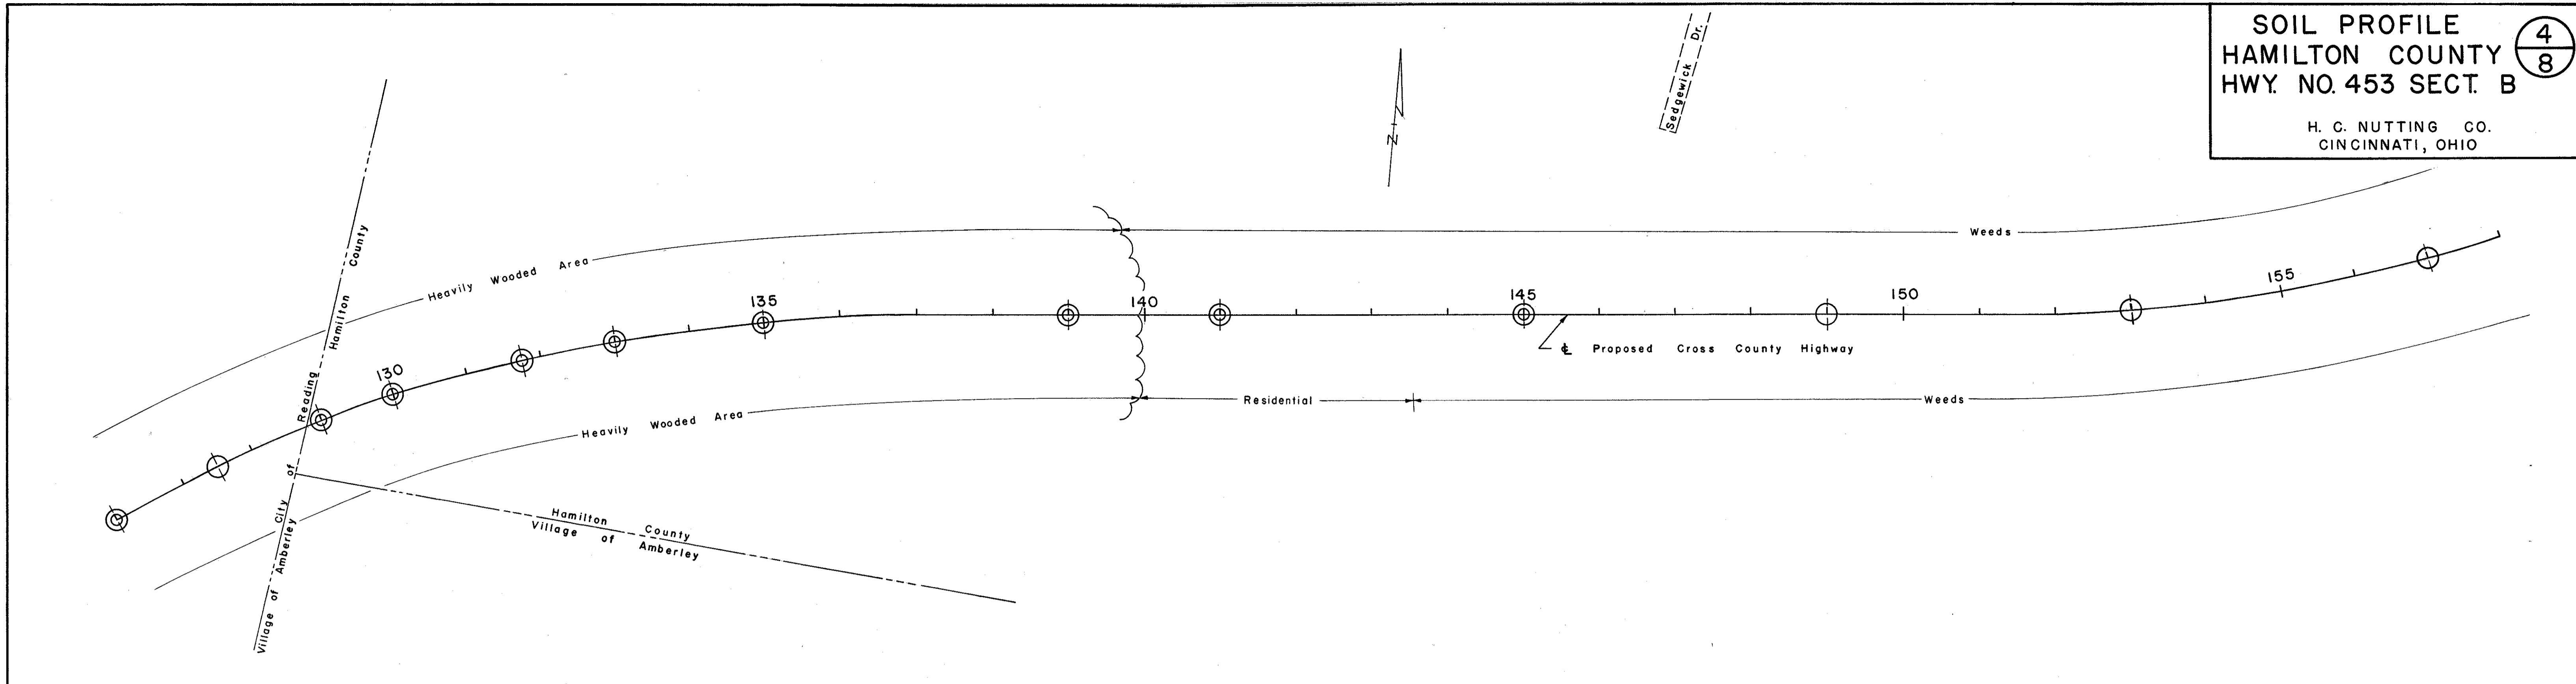 SOIL PROFILE
HAMILTON COUNTY
HWY. NO. 453 SECT. B
4
8
H. C. NUTTING CO.
CINCINNATI, OHIO
Sedgewick Dr.
N
Weeds
Heavily Wooded Area
Hamilton County
155
150
145
140
135
130
℄ Proposed Cross County Highway
City of Reading
Residential
Weeds
Heavily Wooded Area
Village of Amberley
Hamilton County
Village of Amberley